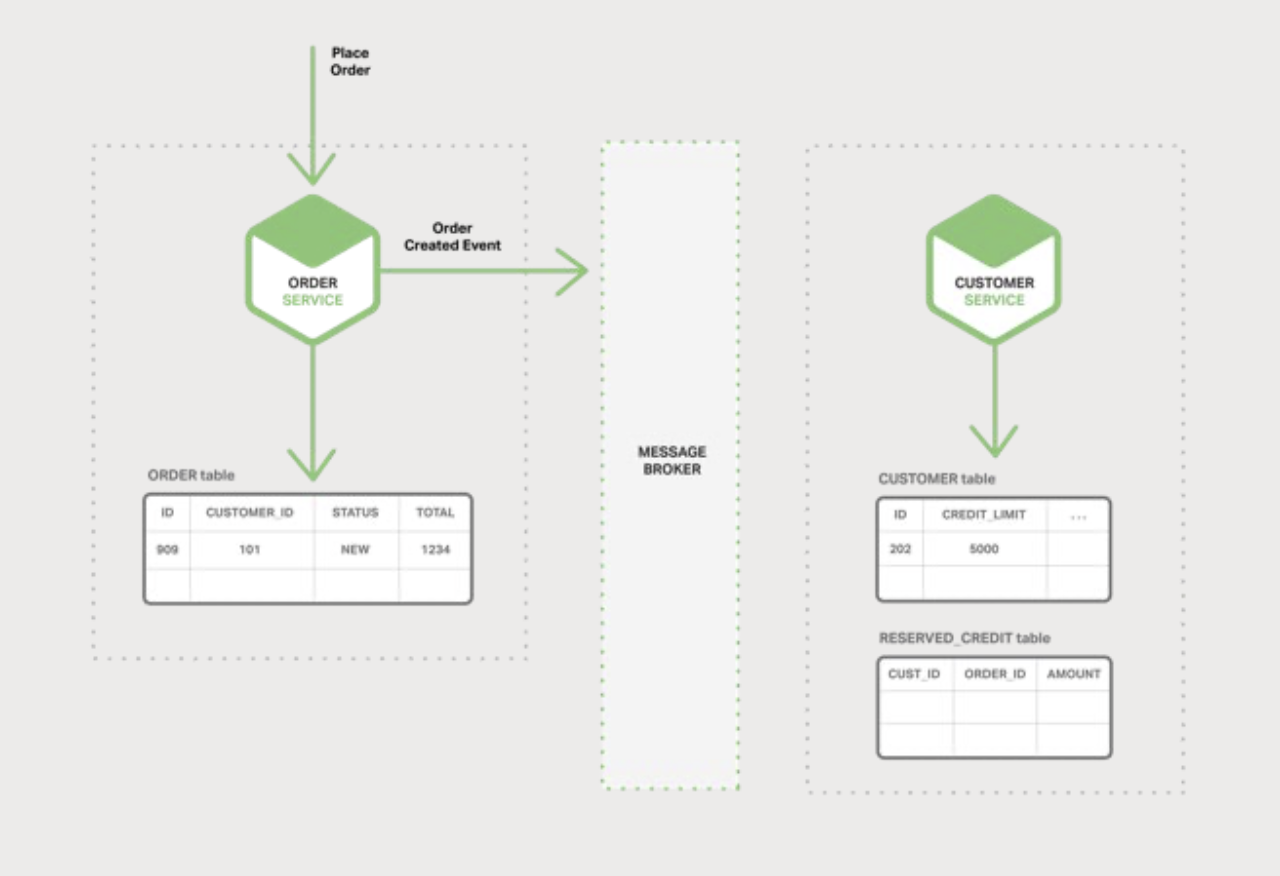 Place
Order
Order
Created Event
ORDER
SERVICE
CUSTOMER
SERVICE
MESSAGE
BROKER
ORDER table
ID CUSTOMER_ID STATUS TOTAL
909 101 NEW 1234
CUSTOMER table
ID CREDIT_LIMIT ...
202 5000
RESERVED_CREDIT table
CUST_ID ORDER_ID AMOUNT